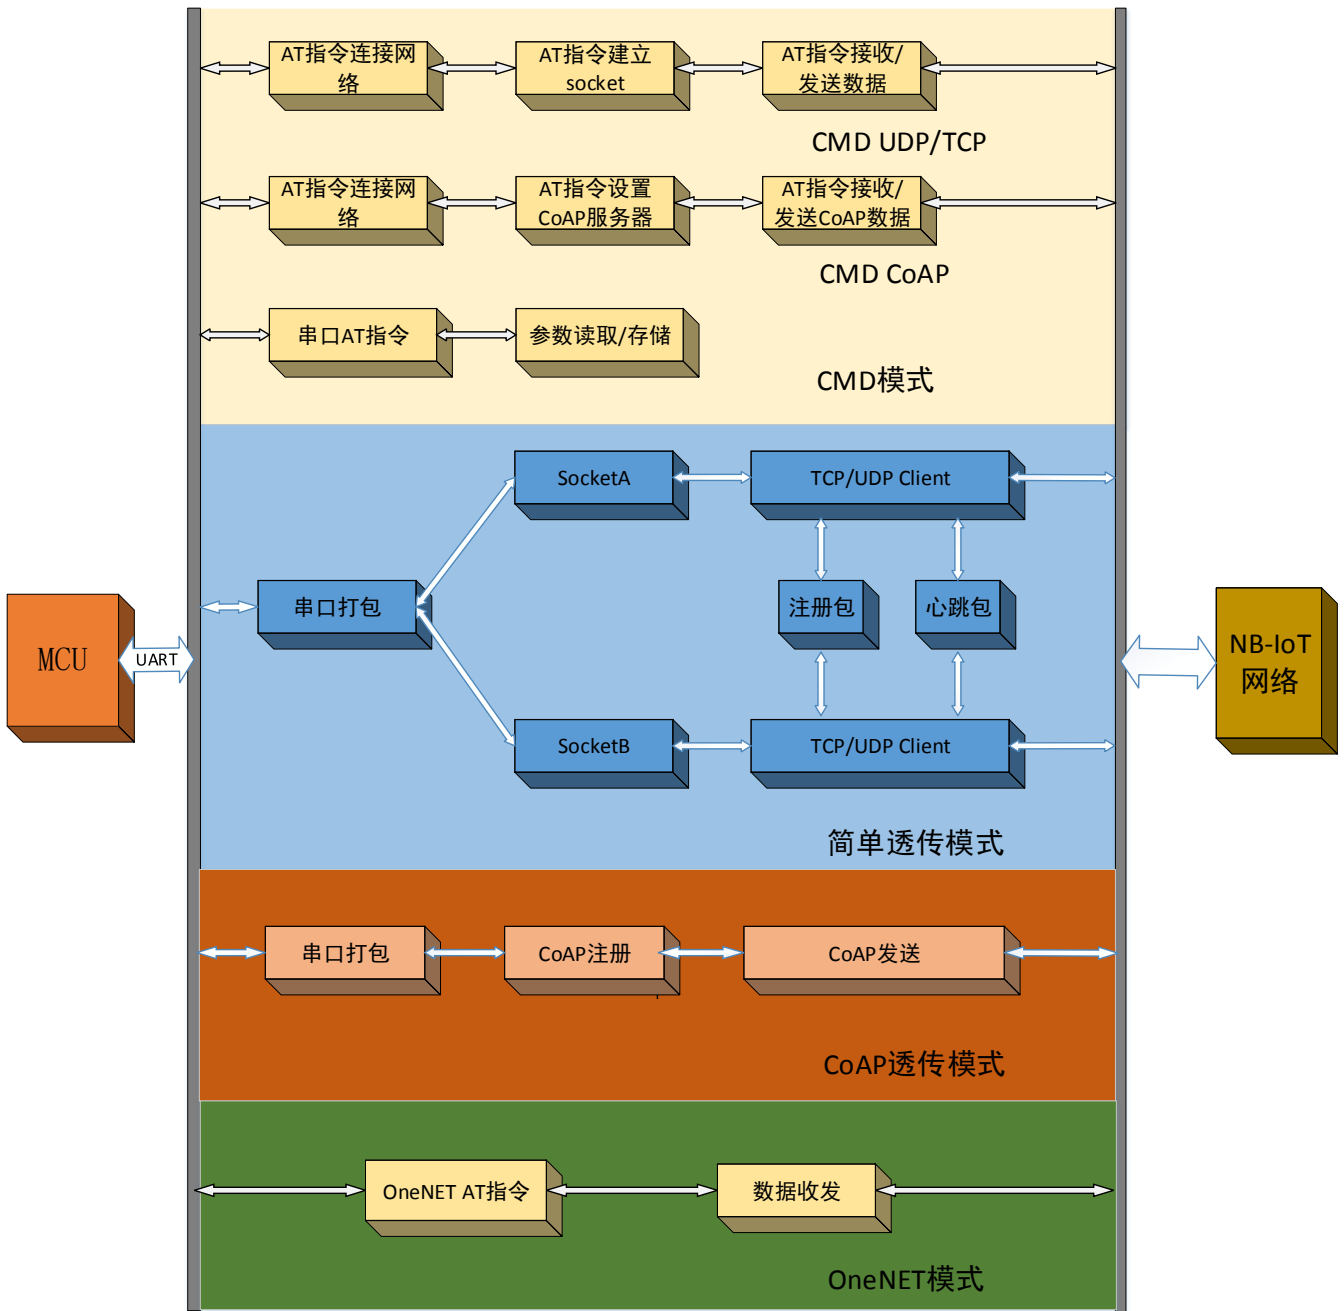 AT指令连接网
络
AT指令建立
socket
AT指令接收/
发送数据
CMD UDP/TCP
AT指令连接网
络
AT指令设置
CoAP服务器
AT指令接收/
发送CoAP数据
CMD CoAP
串口AT指令
参数读取/存储
CMD模式
SocketA
TCP/UDP Client
串口打包
注册包
心跳包
MCU
UART
NB-IoT
网络
SocketB
TCP/UDP Client
简单透传模式
串口打包
CoAP注册
CoAP发送
CoAP透传模式
OneNET AT指令
数据收发
OneNET模式